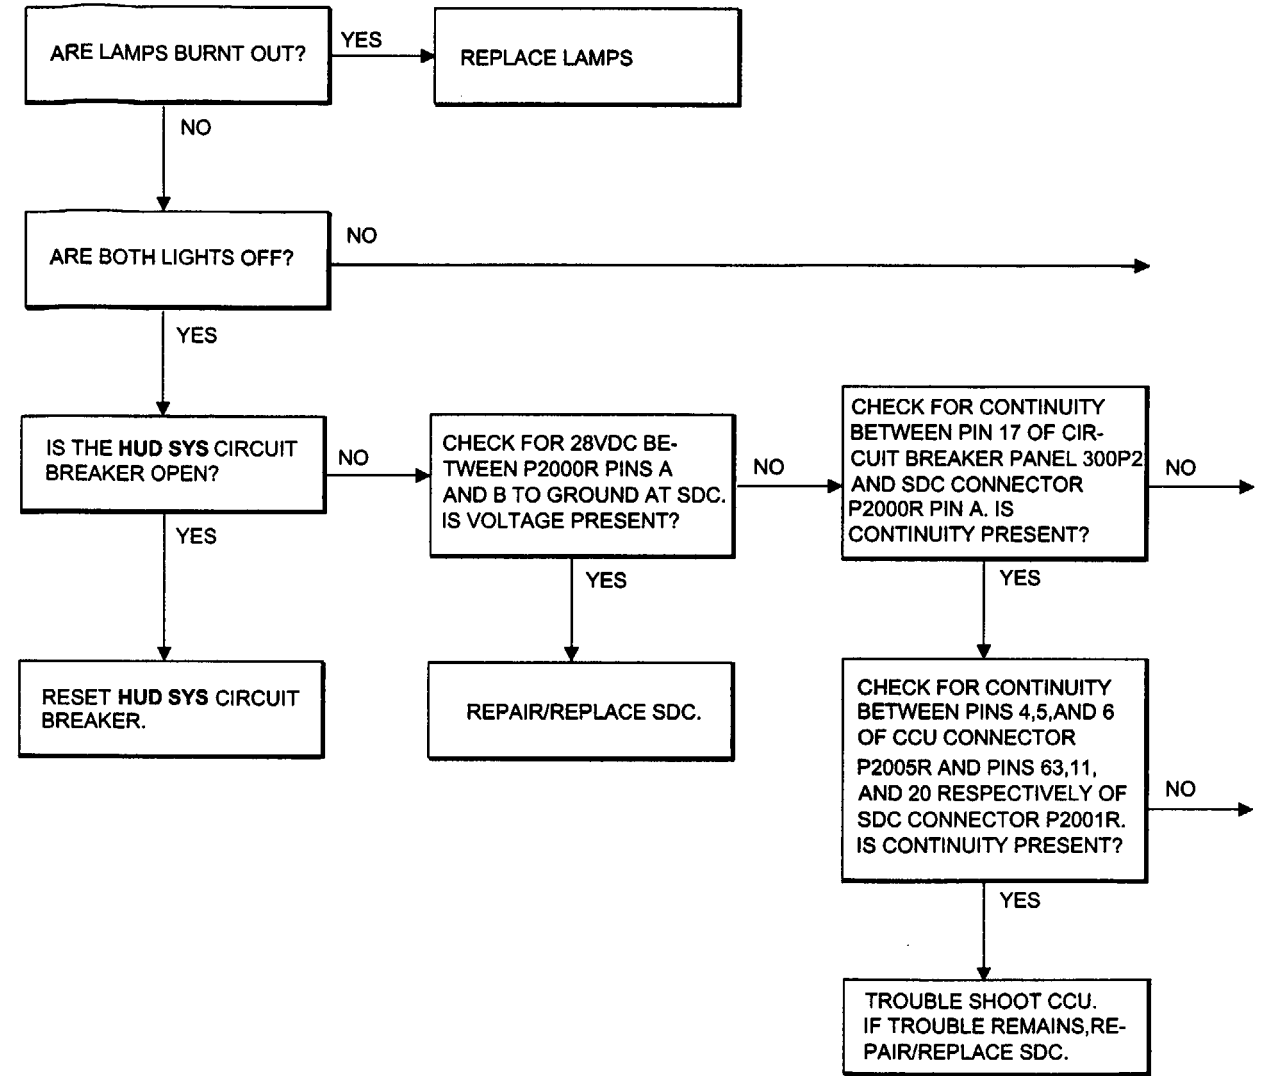 ARE LAMPS BURNT OUT?
YES
REPLACE LAMPS
NO
ARE BOTH LIGHTS OFF?
NO
YES
IS THE HUD SYS CIRCUIT
BREAKER OPEN?
NO
CHECK FOR 28VDC BE-
TWEEN P2000R PINS A
AND B TO GROUND AT SDC.
IS VOLTAGE PRESENT?
NO
CHECK FOR CONTINUITY
BETWEEN PIN 17 OF CIR-
CUIT BREAKER PANEL 300P2
AND SDC CONNECTOR
P2000R PIN A. IS
CONTINUITY PRESENT?
NO
YES
YES
YES
RESET HUD SYS CIRCUIT
BREAKER.
REPAIR/REPLACE SDC.
CHECK FOR CONTINUITY
BETWEEN PINS 4,5,AND 6
OF CCU CONNECTOR
P2005R AND PINS 63,11,
AND 20 RESPECTIVELY OF
SDC CONNECTOR P2001R.
IS CONTINUITY PRESENT?
NO
YES
TROUBLE SHOOT CCU.
IF TROUBLE REMAINS,RE-
PAIR/REPLACE SDC.